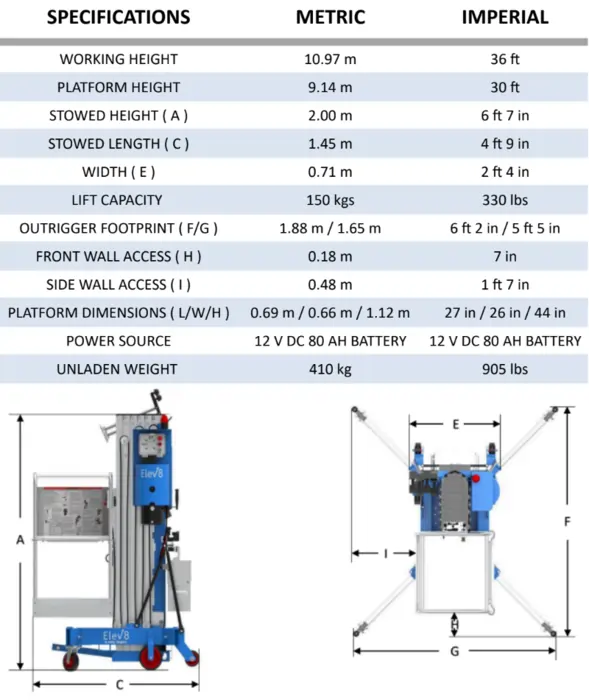 SPECIFICATIONS METRIC IMPERIAL
WORKING HEIGHT 10.97 m 36 ft
PLATFORM HEIGHT 9.14 m 30 ft
STOWED HEIGHT ( A ) 2.00 m 6 ft 7 in
STOWED LENGTH ( C ) 1.45 m 4 ft 9 in
WIDTH ( E ) 0.71 m 2 ft 4 in
LIFT CAPACITY 150 kgs 330 lbs
OUTRIGGER FOOTPRINT ( F/G ) 1.88 m / 1.65 m 6 ft 2 in / 5 ft 5 in
FRONT WALL ACCESS ( H ) 0.18 m 7 in
SIDE WALL ACCESS ( I ) 0.48 m 1 ft 7 in
PLATFORM DIMENSIONS ( L/W/H ) 0.69 m / 0.66 m / 1.12 m 27 in / 26 in / 44 in
POWER SOURCE 12 V DC 80 AH BATTERY 12 V DC 80 AH BATTERY
UNLADEN WEIGHT 410 kg 905 lbs
E
Elev8
F
A
I
H
Elev8
G
C